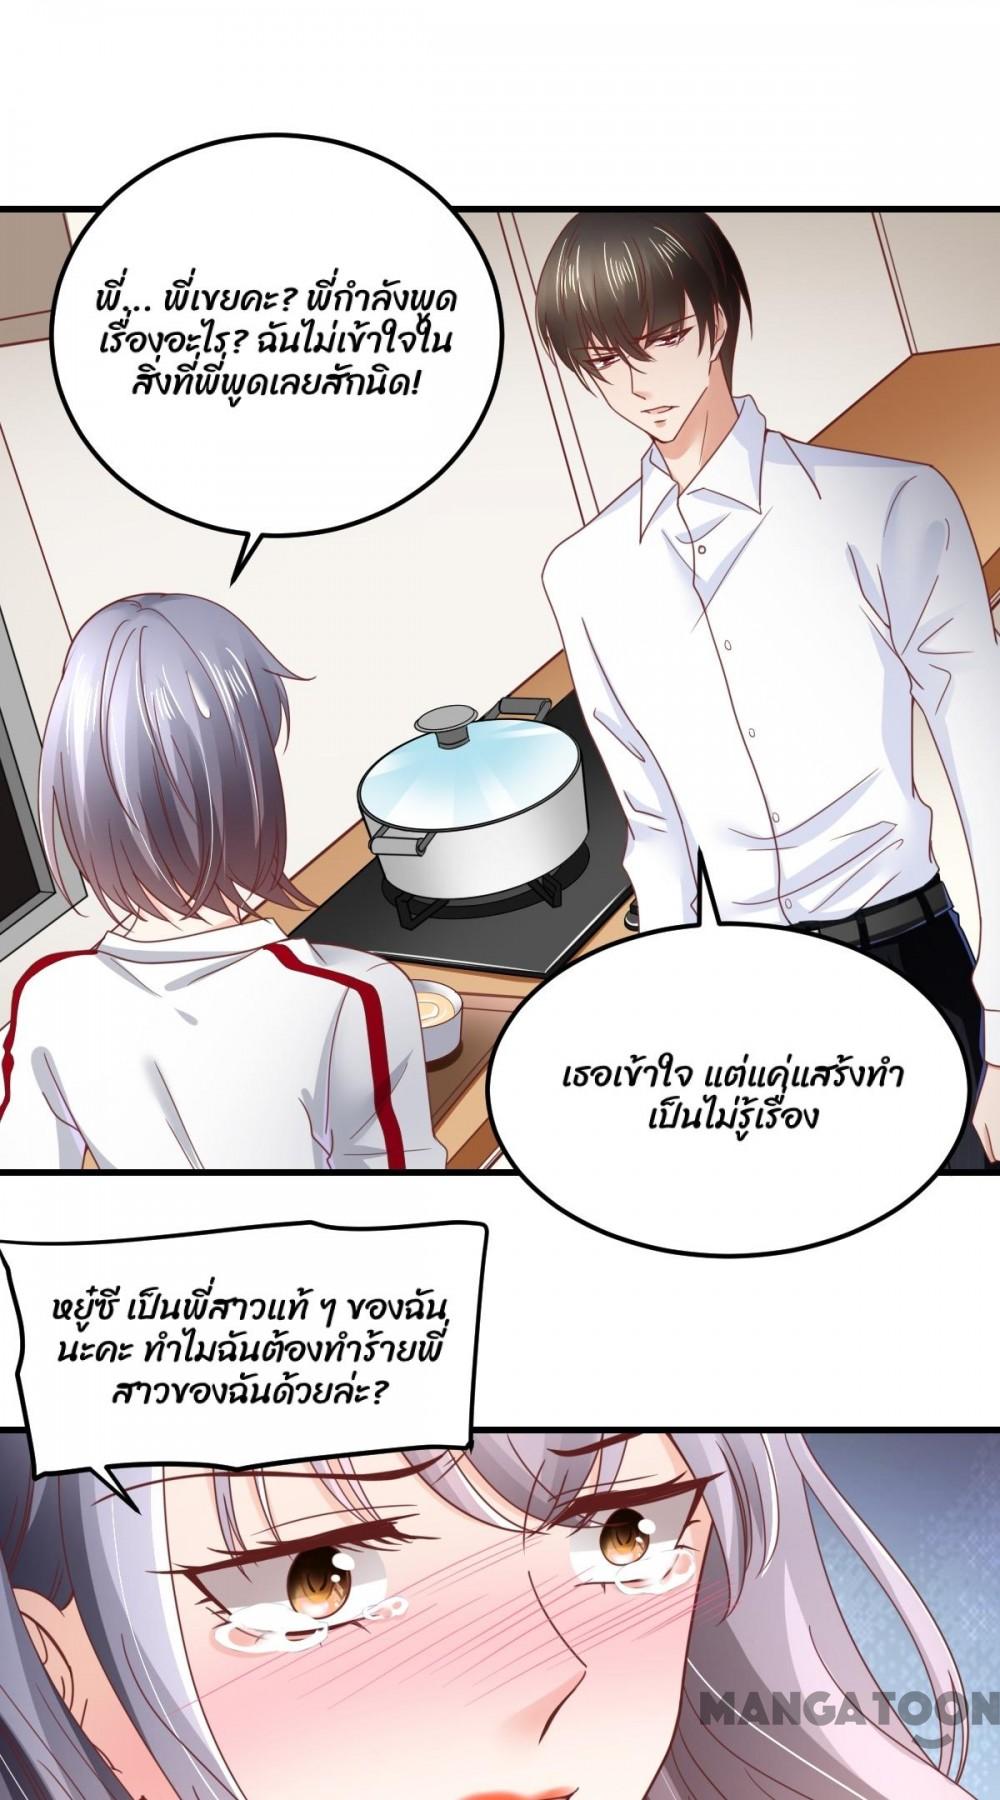 พี่... พี่เขยคะ? พี่กำลังพูด
เรื่องอะไร? ฉันไม่เข้าใจใน
สิ่งที่พี่พูดเลยสักนิด!
เธอเข้าใจ แต่แค่แสร้งทำ
เป็นไม่รู้เรื่อง
หยู๋ซี เป็นพี่สาวแท้ ๆ ของฉัน
นะคะ ทำไมฉันต้องทำร้ายพี่
สาวของฉันด้วยล่ะ?
MANGATOON